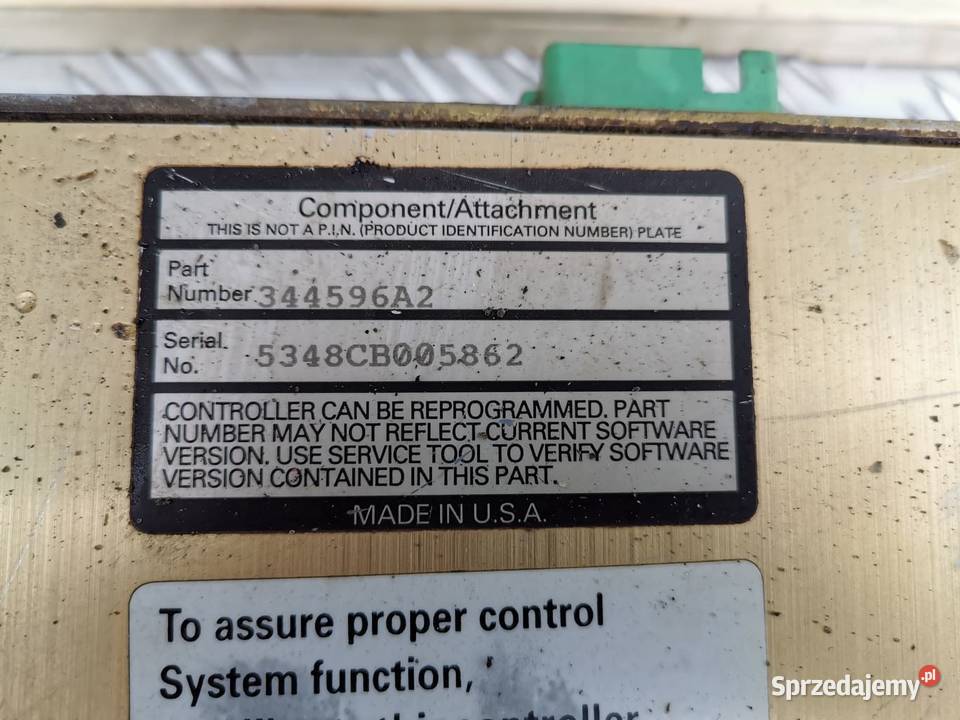 Component/Attachment
THIS IS NOT A P.I.N. (PRODUCT IDENTIFICATION NUMBER) PLATE
Part
Number 344596A2
Serial
No. 5348CB005862
CONTROLLER CAN BE REPROGRAMMED. PART
NUMBER MAY NOT REFLECT CURRENT SOFTWARE
VERSION. USE SERVICE TOOL TO VERIFY SOFTWARE
VERSION CONTAINED IN THIS PART.
MADE IN U.S.A.
To assure proper control
System function,
this controller
Sprzedajemy.pl